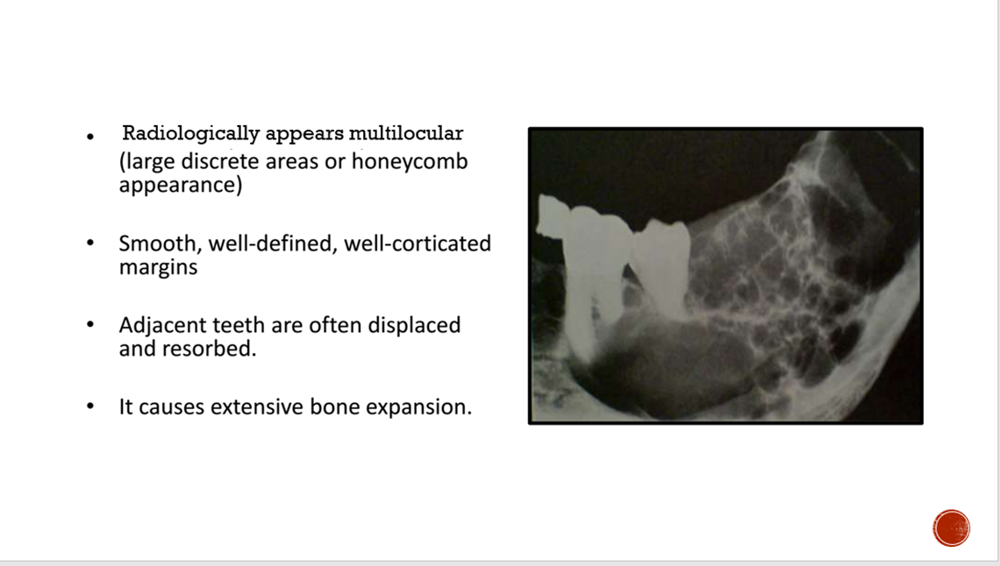 • Radiologically appears multilocular
(large discrete areas or honeycomb
appearance)
• Smooth, well-defined, well-corticated
margins
• Adjacent teeth are often displaced
and resorbed.
• It causes extensive bone expansion.